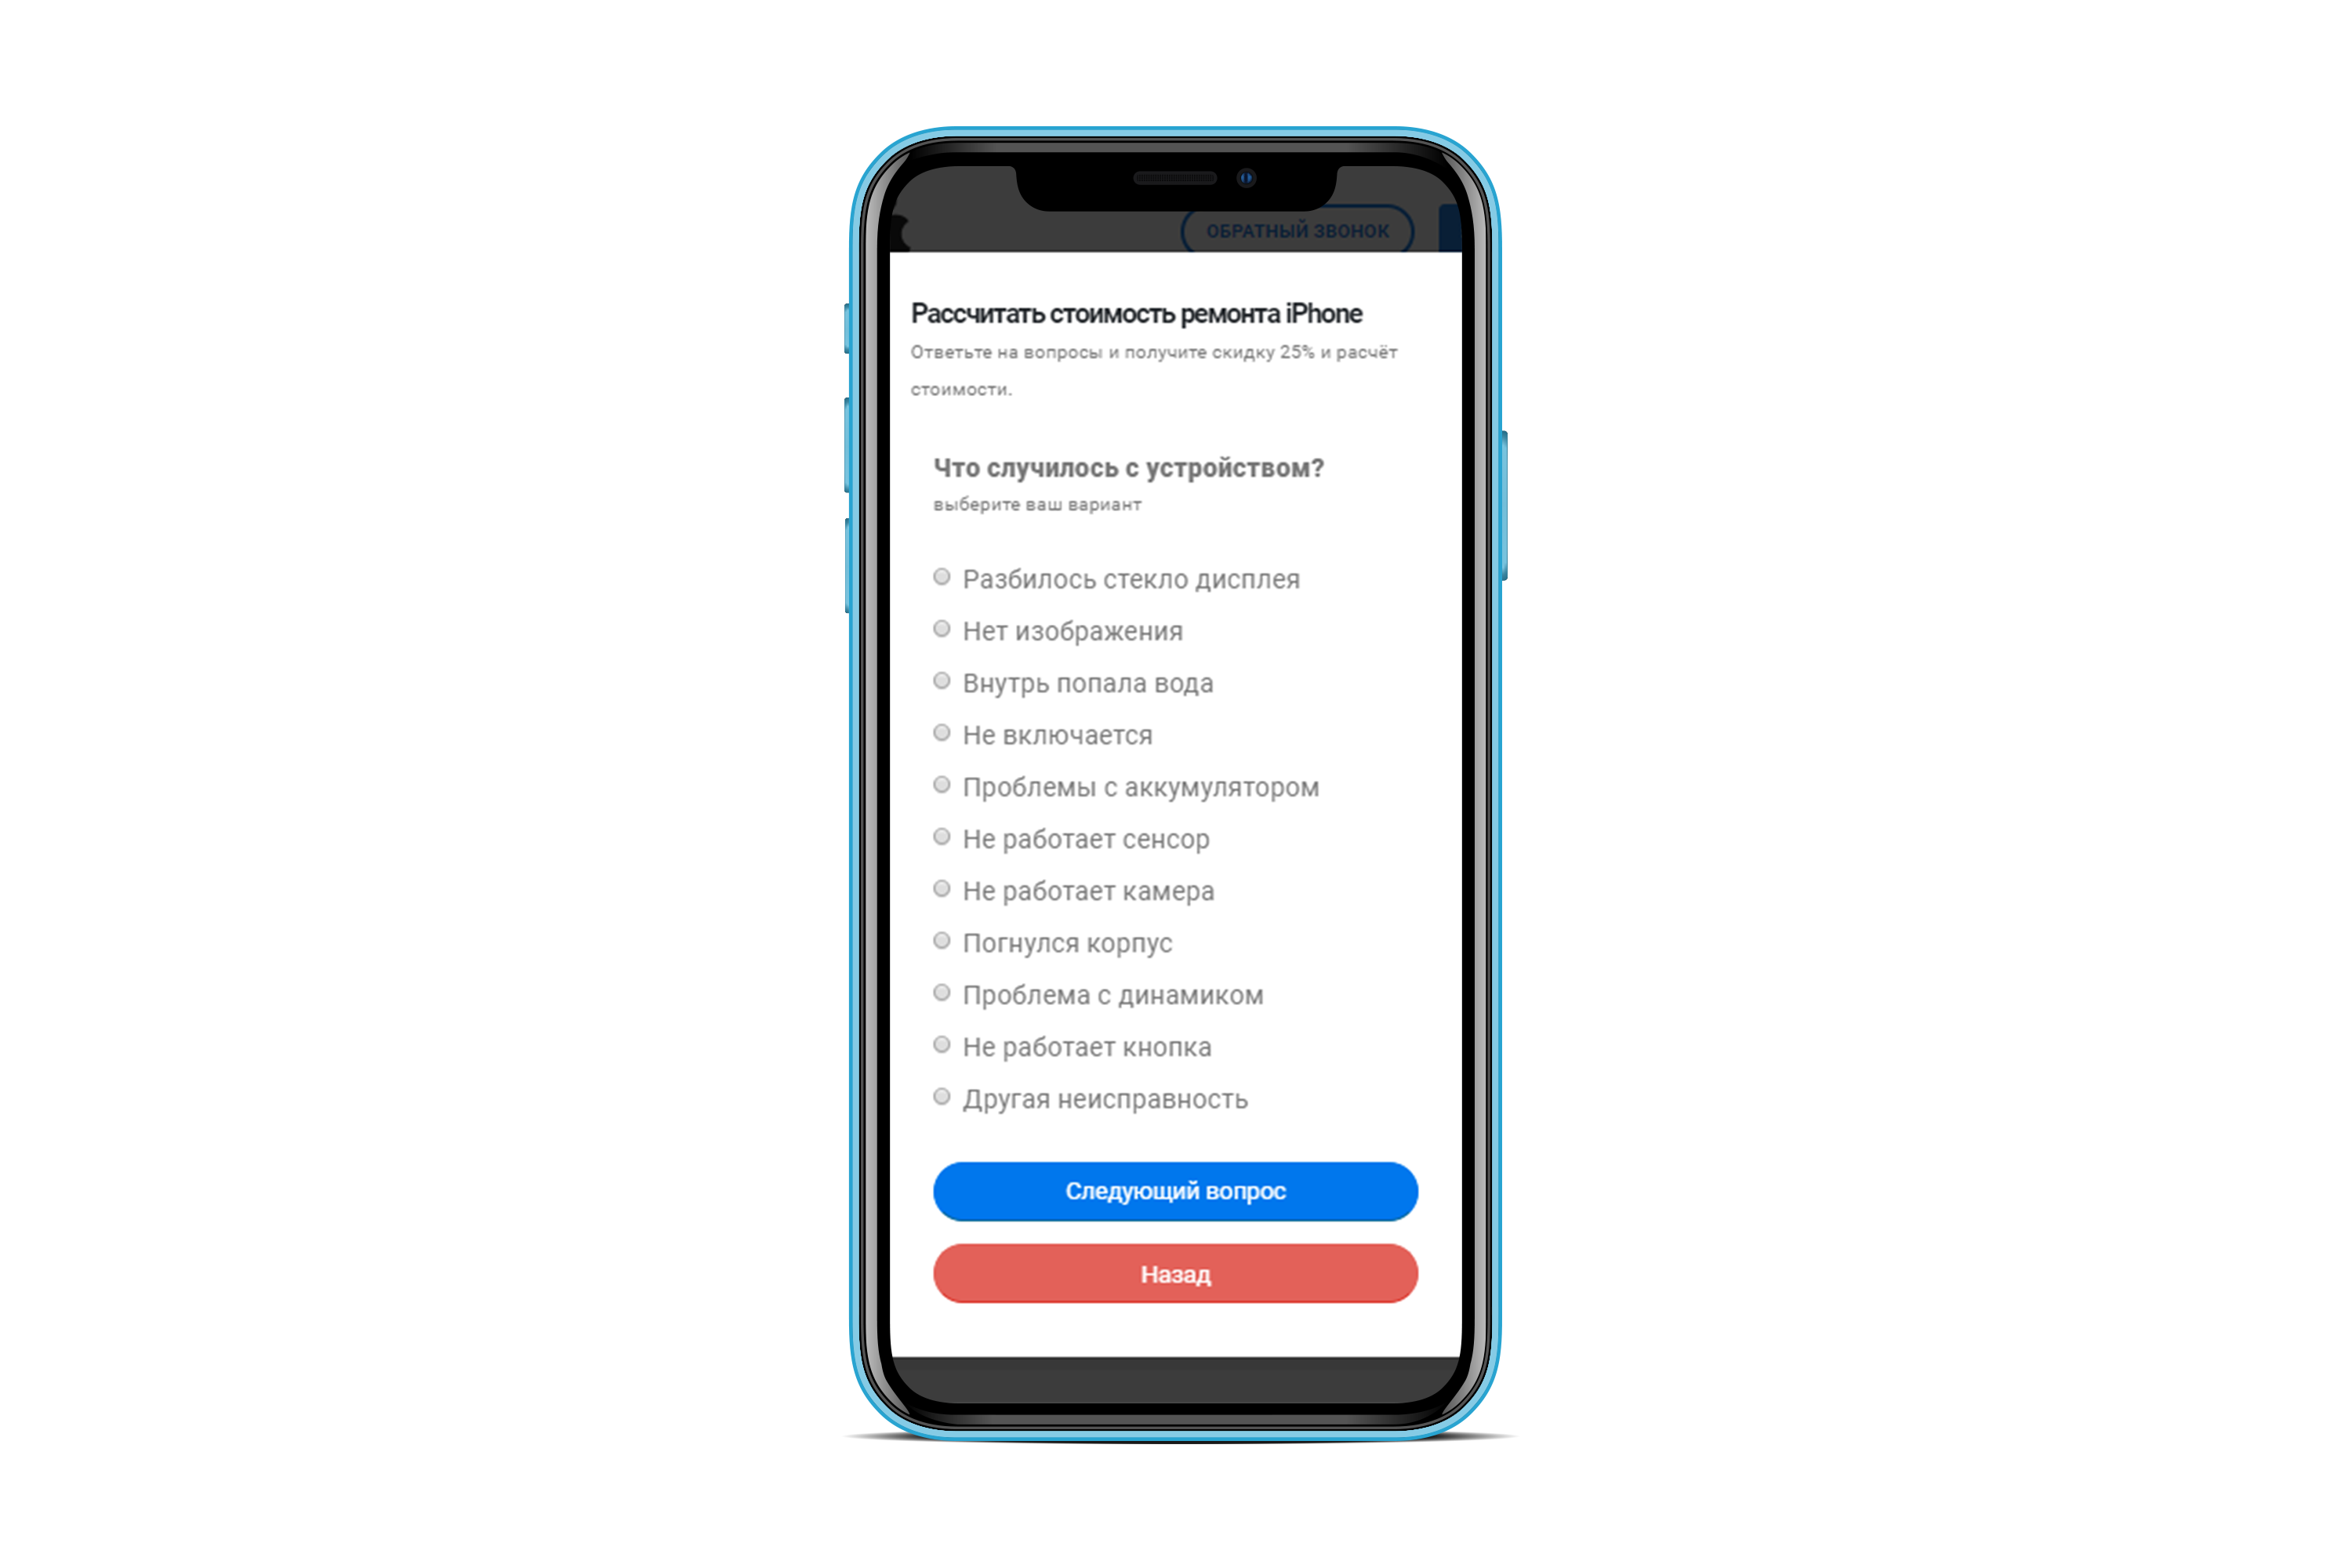 ОБРАТНЫЙ ЗВОНОК
Рассчитать стоимость ремонта iPhone
Ответьте на вопросы и получите скидку 25% и расчёт
стоимости.
Что случилось с устройством?
выберите ваш вариант
Разбилось стекло дисплея
Нет изображения
Внутрь попала вода
Не включается
Проблемы с аккумулятором
Не работает сенсор
Не работает камера
Погнулся корпус
Проблема с динамиком
Не работает кнопка
Другая неисправность
Следующий вопрос
Назад